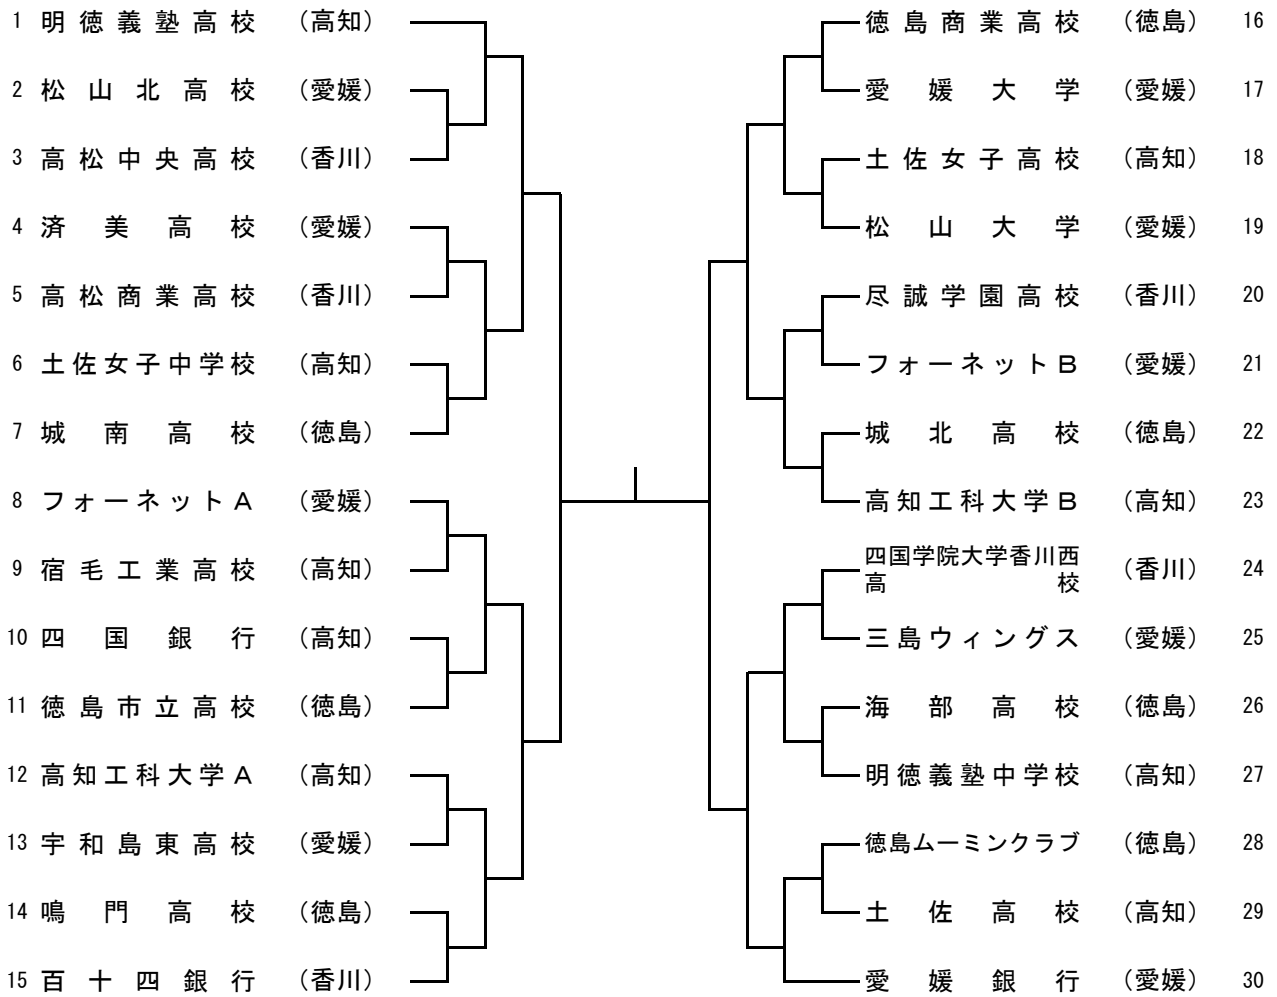 1 明徳義塾高校 （高知）
2 松山北高校 （愛媛）
3 高松中央高校 （香川）
4 済美高校 （愛媛）
5 高松商業高校 （香川）
6 土佐女子中学校 （高知）
7 城南高校 （徳島）
8 フォーネットA （愛媛）
9 宿毛工業高校 （高知）
10 四国銀行 （高知）
11 徳島市立高校 （徳島）
12 高知工科大学A （高知）
13 宇和島東高校 （愛媛）
14 鳴門高校 （徳島）
15 百十四銀行 （香川）
徳島商業高校 （徳島） 16
愛媛大学 （愛媛） 17
土佐女子高校 （高知） 18
松山大学 （愛媛） 19
尽誠学園高校 （香川） 20
フォーネットB （愛媛） 21
城北高校 （徳島） 22
高知工科大学B （高知） 23
四国学院大学香川西
高校 （香川） 24
三島ウィングス （愛媛） 25
海部高校 （徳島） 26
明徳義塾中学校 （高知） 27
徳島ムーミンクラブ （徳島） 28
土佐高校 （高知） 29
愛媛銀行 （愛媛） 30